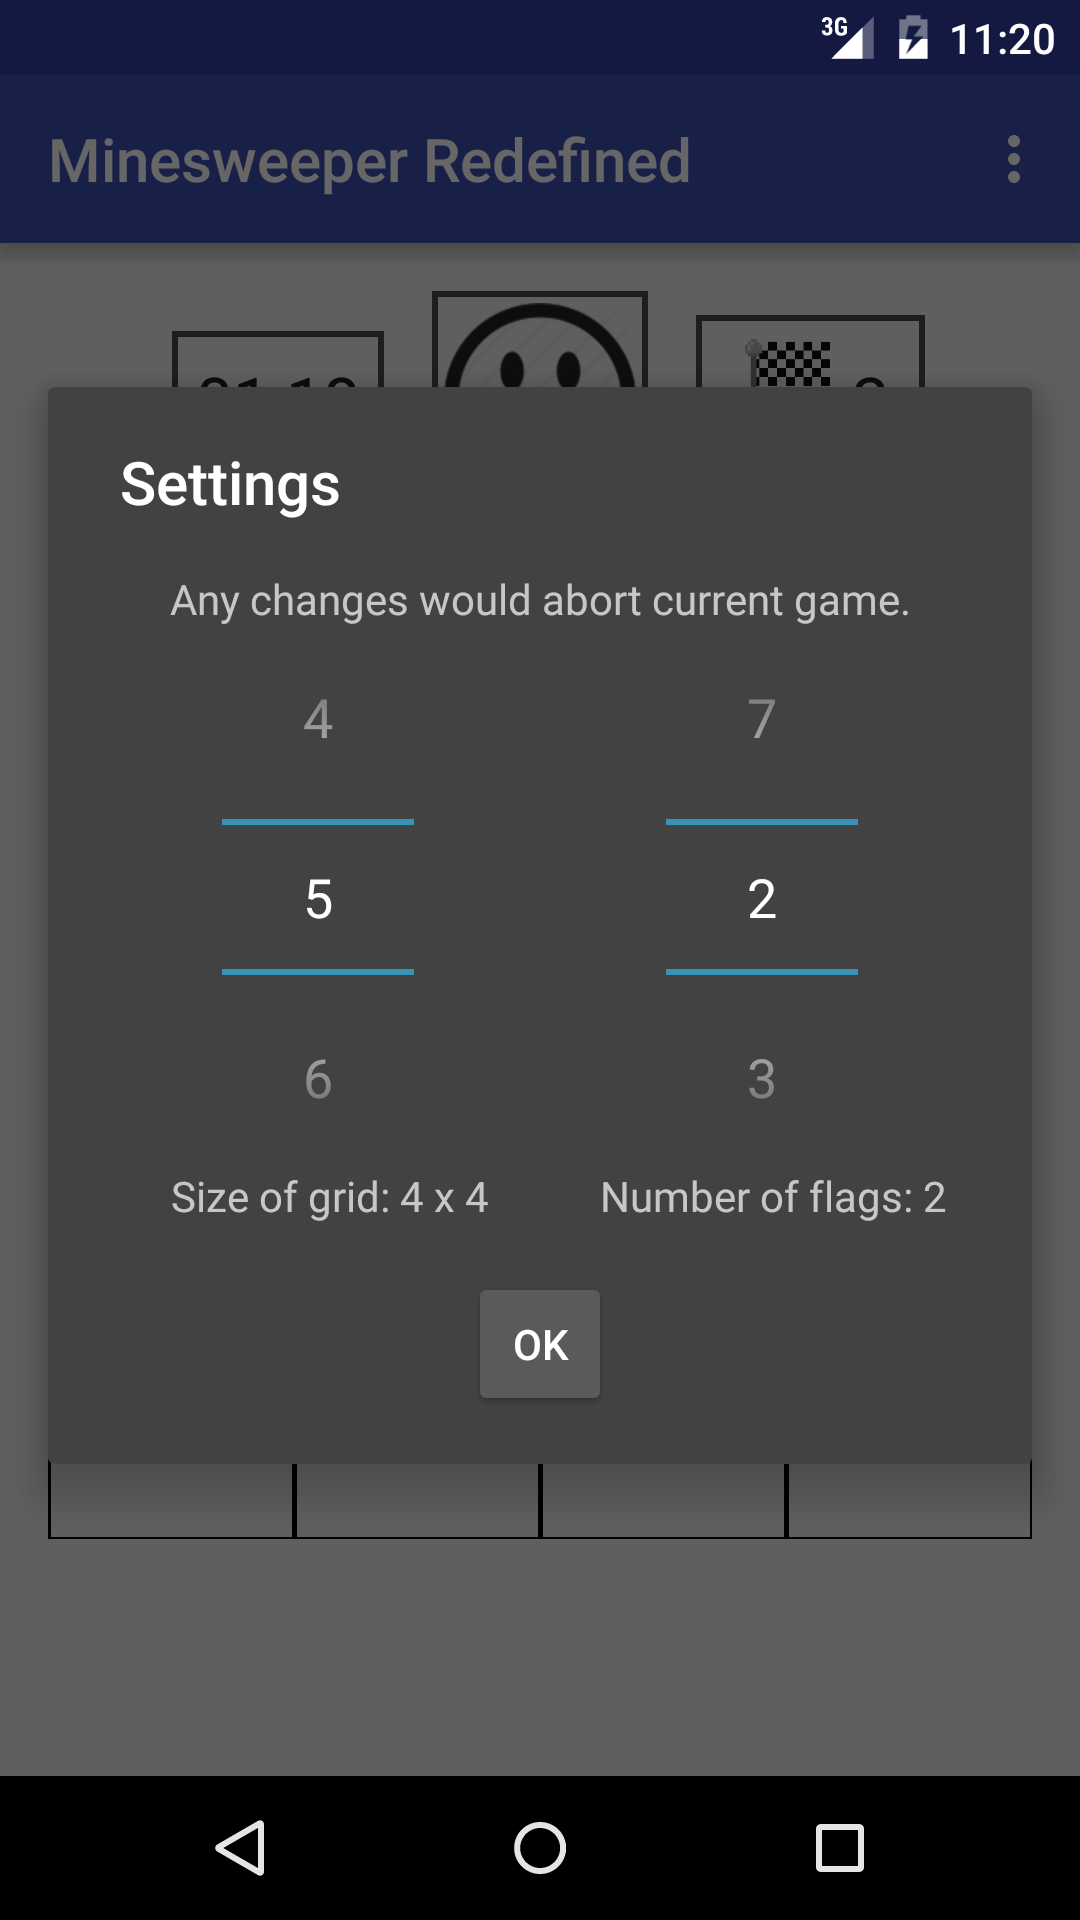 3G 11:20
Minesweeper Redefined
Settings
Any changes would abort current game.
4 7
5 2
6 3
Size of grid: 4 x 4 Number of flags: 2
OK